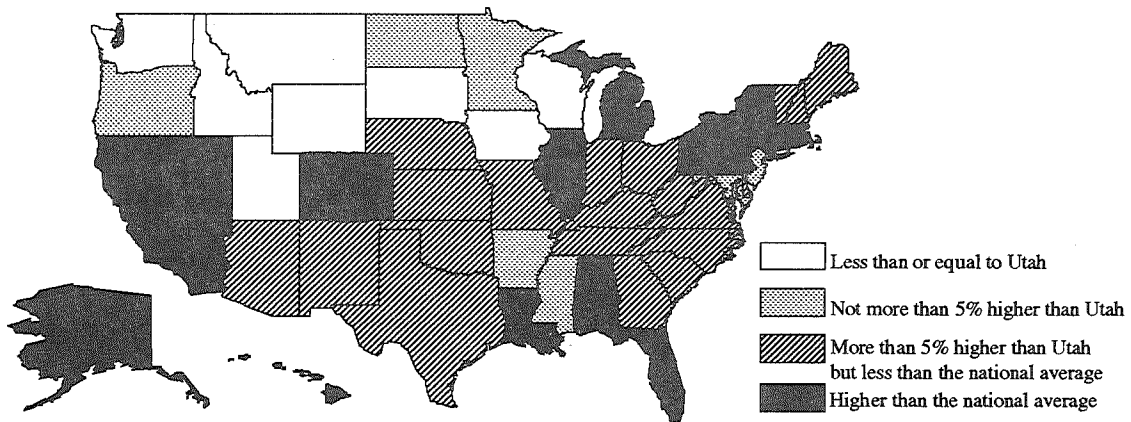 Less than or equal to Utah
Not more than 5% higher than Utah
More than 5% higher than Utah
but less than the national average
Higher than the national average